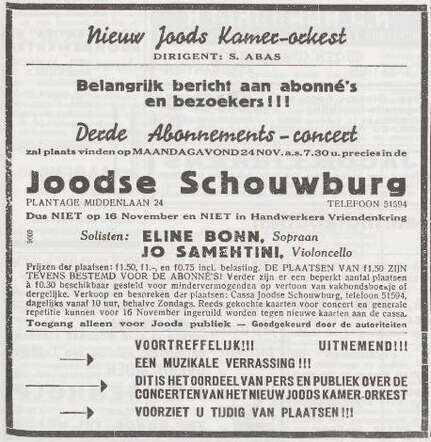 Nieuw Joods Kamer-orkest
DIRIGENT: S. ABAS
Belangrijk bericht aan abonné's
en bezoekers!!!
Derde Abonnements-concert
zal plaats vinden op MAANDAGAVOND 24 NOV. a.s. 7.30 u. precies in de
Joodse Schouwburg
PLANTAGE MIDDENLAAN 24 TELEFOON 51594
Dus NIET op 16 November en NIET in Handwerkers Vriendenkring
Solisten: ELINE BONN, Sopraan
JO SAMEHTINI, Violoncello
Prijzen der plaatsen: f1.50, f1.-, en f0.75 incl. belasting. DE PLAATSEN VAN f1.50 ZIJN
TEVENS BESTEMD VOOR DE ABONNÉ'S! Verder zijn er een beperkt aantal plaatsen
à f0.30 beschikbaar gesteld voor mindervermogenden op vertoon van vakbondsboekje of
dergelijke. Verkoop en bespreken der plaatsen: Cassa Joodse Schouwburg, telefoon 51594,
dagelijks vanaf 10 uur, behalve Zondags. Reeds gekochte kaarten voor concert en generale
repetitie kunnen voor 16 November ingeruild worden tegen nieuwe kaarten aan de cassa.
Toegang alleen voor Joods publiek — Goedgekeurd door de autoriteiten
VOORTREFFELIJK!!! UITNEMEND!!!
EEN MUZIKALE VERRASSING!!!
DIT IS HET OORDEEL VAN PERS EN PUBLIEK OVER DE
CONCERTEN VAN HET NIEUW JOODS KAMER-ORKEST
VOORZIET U TIJDIG VAN PLAATSEN!!!